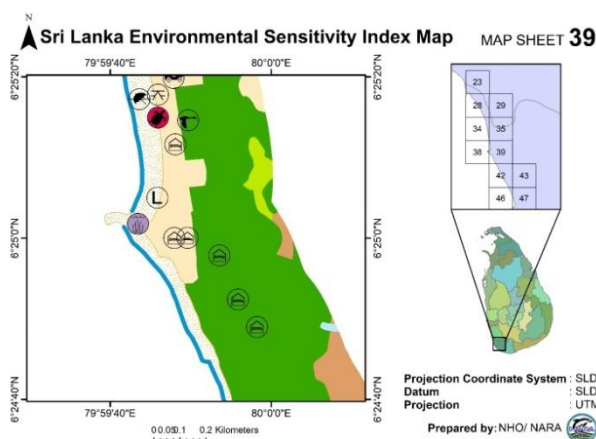 N
Sri Lanka Environmental Sensitivity Index Map
MAP SHEET 39
79°59'40"E
80°0'0"E
6°25'20"N
6°25'20"N
L
6°25'0"N
6°25'0"N
6°24'40"N
6°24'40"N
79°59'40"E
80°0'0"E
0 0.05 0.1 0.2 Kilometers
23
28 29
34 35
38 39
42 43
46 47
Projection Coordinate System : SLD
Datum : SLD
Projection : UTM
Prepared by: NHO/ NARA